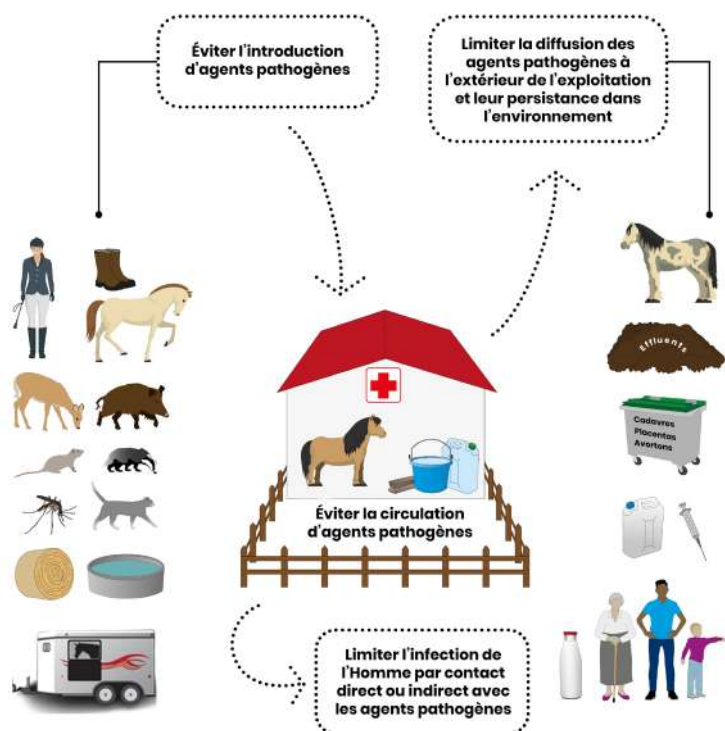 Éviter l'introduction
d'agents pathogènes
Limiter la diffusion des
agents pathogènes à
l'extérieur de l'exploitation
et leur persistance dans
l'environnement
Effluents
Cadavres
Placentas
Avortons
Éviter la circulation
d'agents pathogènes
Limiter l'infection de
l'Homme par contact
direct ou indirect avec
les agents pathogènes